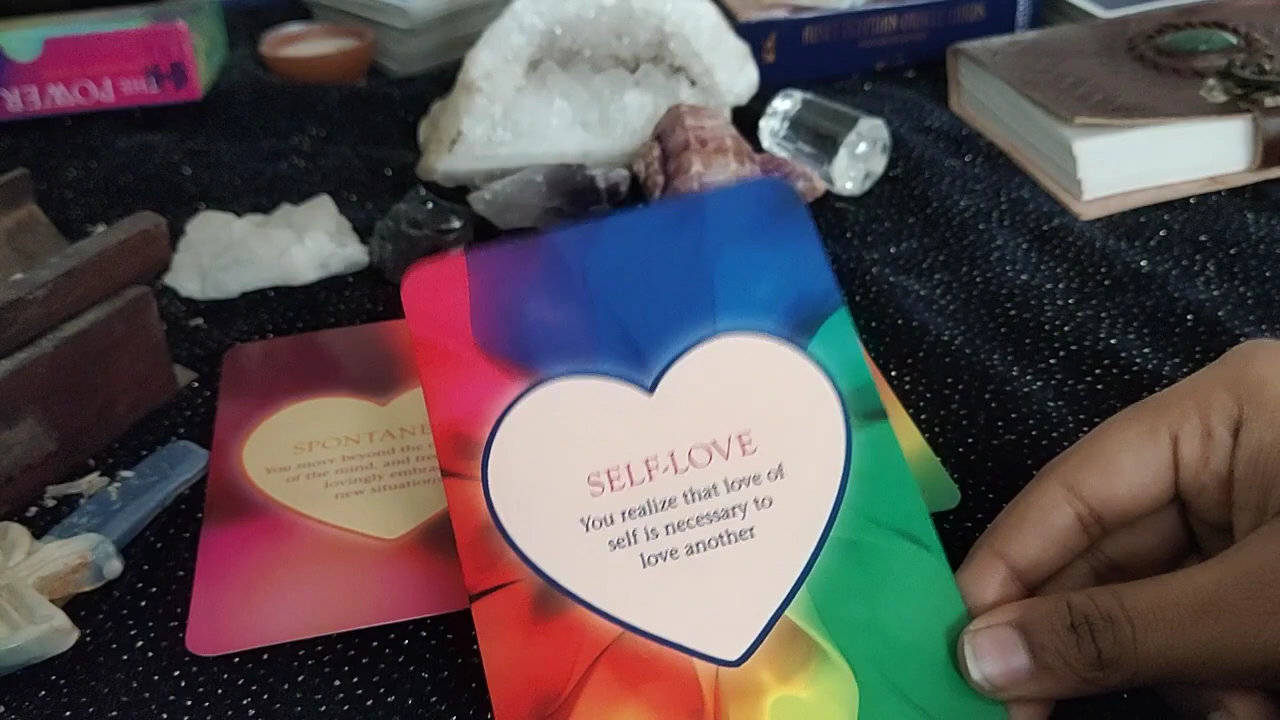 THE POWER
SPONTANE
You move beyond the
of the mind, and
lovingly embra
new situation
SELF-LOVE
You realize that love of
self is necessary to
love another